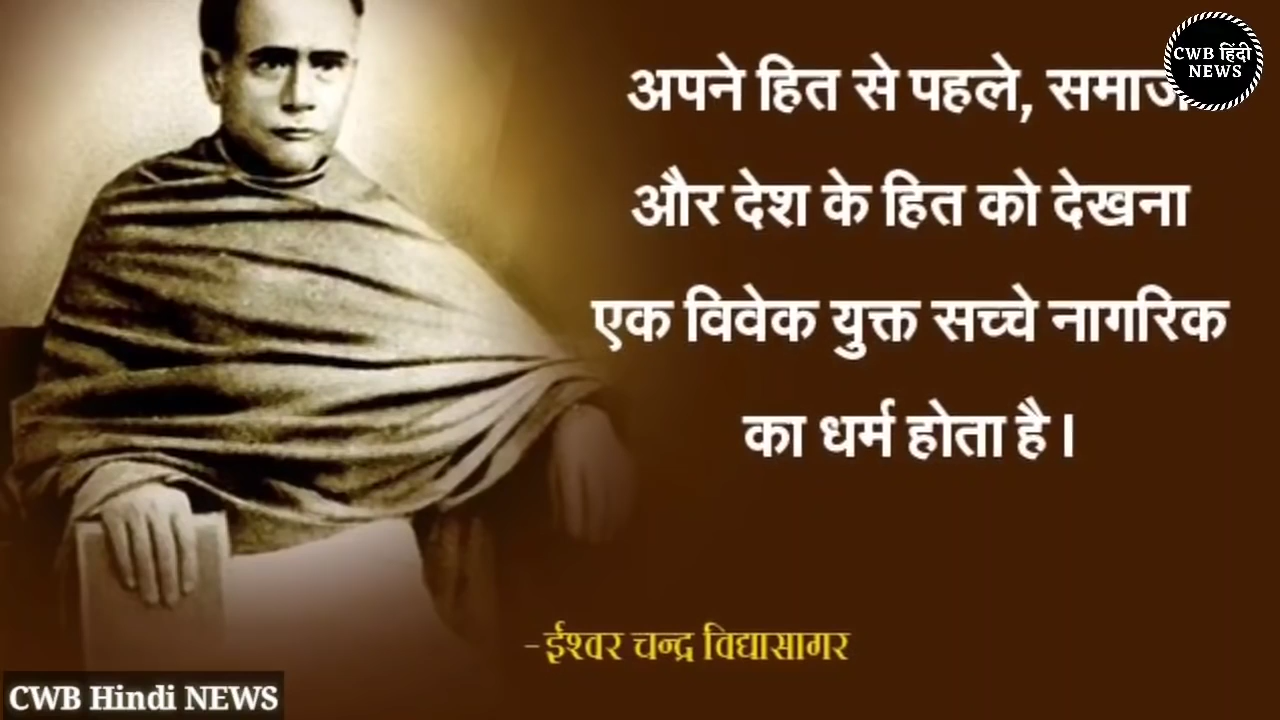 अपने हित से पहले, समाज
और देश के हित को देखना
एक विवेक युक्त सच्चे नागरिक
का धर्म होता है।
-ईश्वर चन्द्र विद्यासागर
CWB हिंदी
NEWS
CWB Hindi NEWS